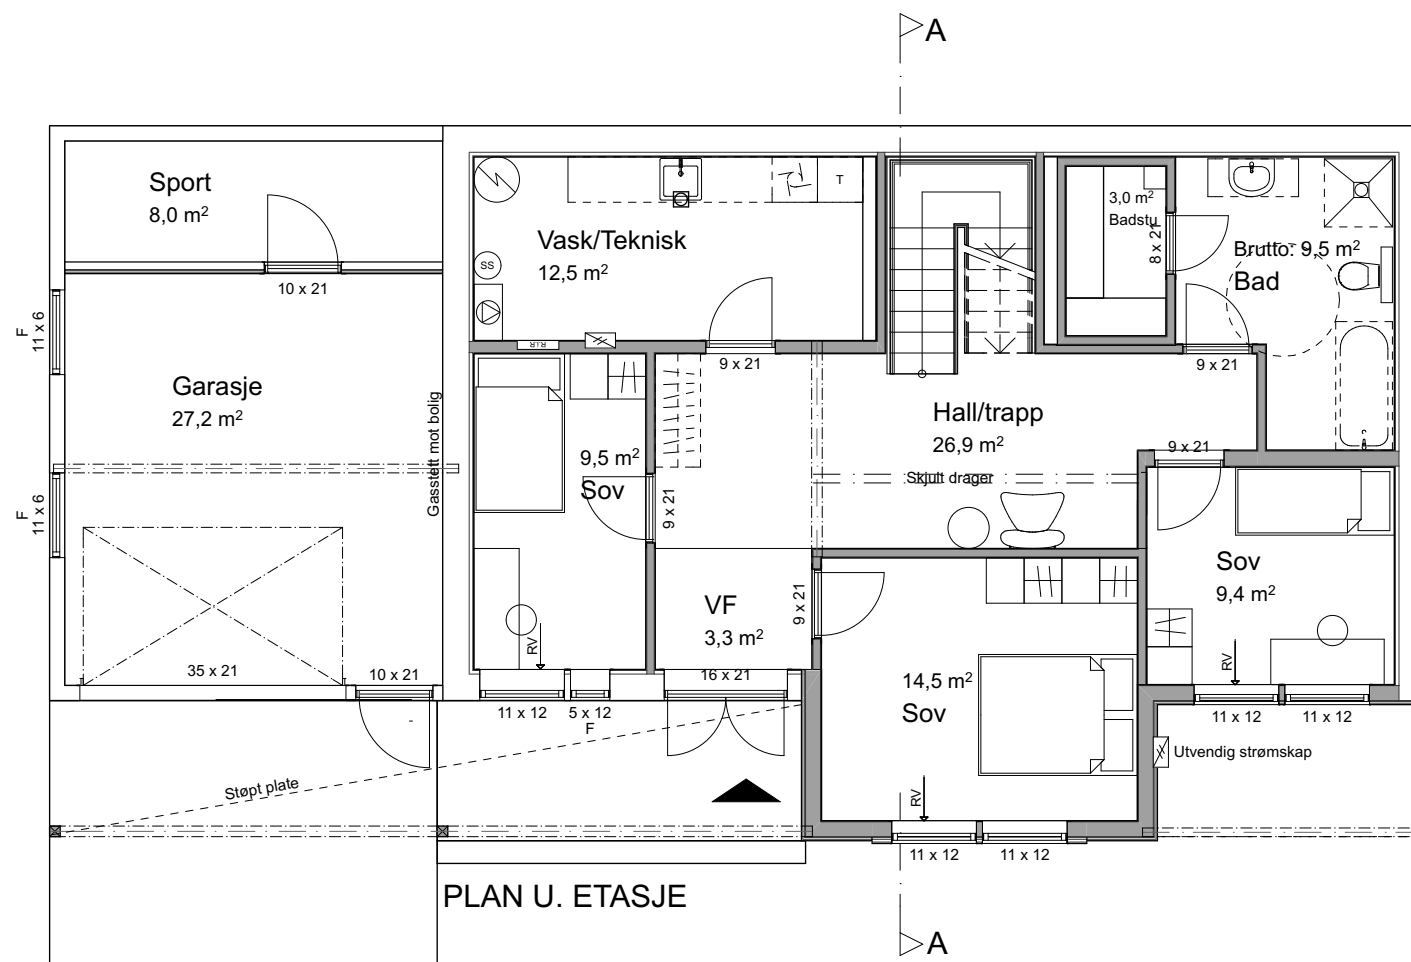 A
Sport
8,0 m²
10 x 21
F
11 x 6
F
11 x 6
Garasje
27,2 m²
Gasstett mot bolig
35 x 21
10 x 21
Støpt plate
Vask/Teknisk
12,5 m²
T
SS
9 x 21
9,5 m²
Sov
9 x 21
RV
11 x 12
5 x 12
F
VF
3,3 m²
16 x 21
9 x 21
Hall/trapp
26,9 m²
Skjult drager
3,0 m²
Badstu
8 x 21
Brutto: 9,5 m²
Bad
9 x 21
9 x 21
Sov
9,4 m²
RV
11 x 12
11 x 12
Utvendig strømskap
14,5 m²
Sov
RV
11 x 12
11 x 12
PLAN U. ETASJE
A